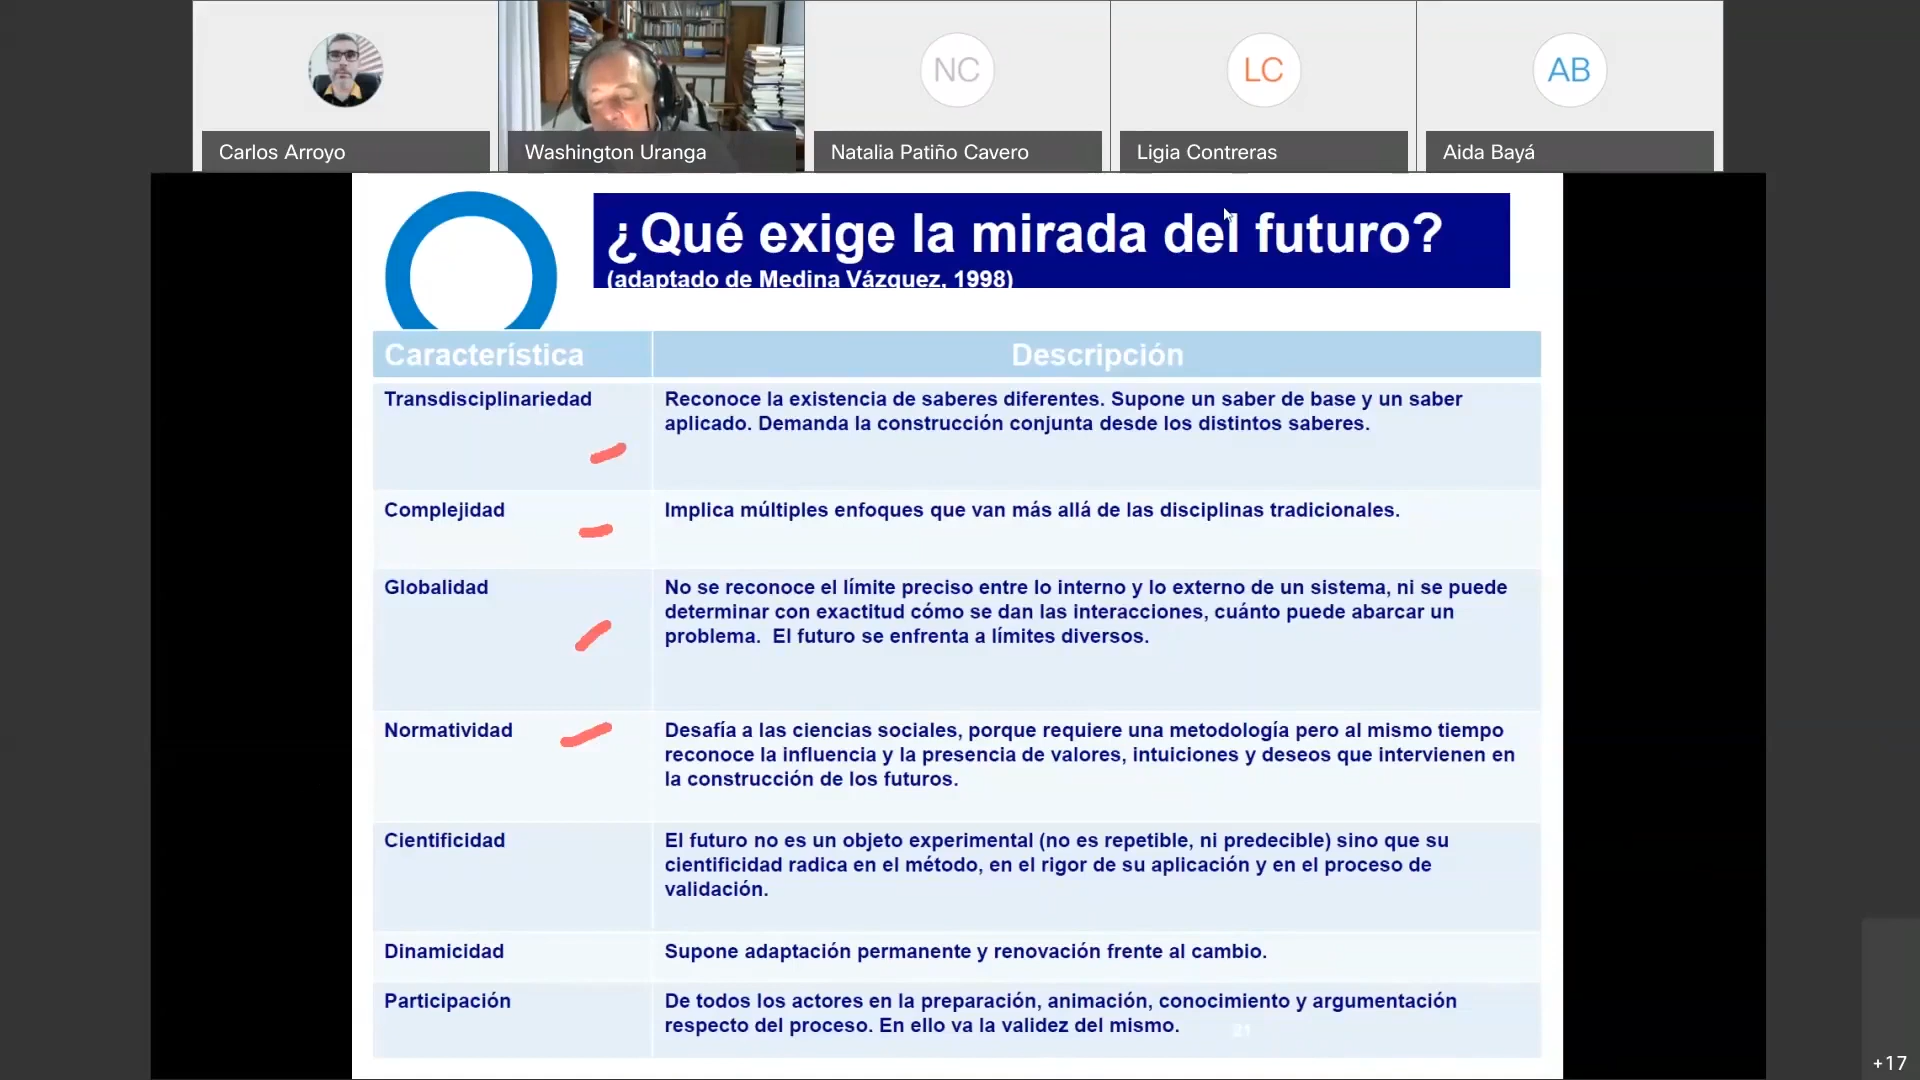 NC
LC
AB
Carlos Arroyo
Washington Uranga
Natalia Patiño Cavero
Ligia Contreras
Aida Bayá
¿Qué exige la mirada del futuro?
(adaptado de Medina Vázquez, 1998)
Característica
Descripción
Transdisciplinariedad
Reconoce la existencia de saberes diferentes. Supone un saber de base y un saber
aplicado. Demanda la construcción conjunta desde los distintos saberes.
Complejidad
Implica múltiples enfoques que van más allá de las disciplinas tradicionales.
Globalidad
No se reconoce el límite preciso entre lo interno y lo externo de un sistema, ni se puede
determinar con exactitud cómo se dan las interacciones, cuánto puede abarcar un
problema. El futuro se enfrenta a límites diversos.
Normatividad
Desafía a las ciencias sociales, porque requiere una metodología pero al mismo tiempo
reconoce la influencia y la presencia de valores, intuiciones y deseos que intervienen en
la construcción de los futuros.
Cientificidad
El futuro no es un objeto experimental (no es repetible, ni predecible) sino que su
cientificidad radica en el método, en el rigor de su aplicación y en el proceso de
validación.
Dinamicidad
Supone adaptación permanente y renovación frente al cambio.
Participación
De todos los actores en la preparación, animación, conocimiento y argumentación
respecto del proceso. En ello va la validez del mismo.
21
+17